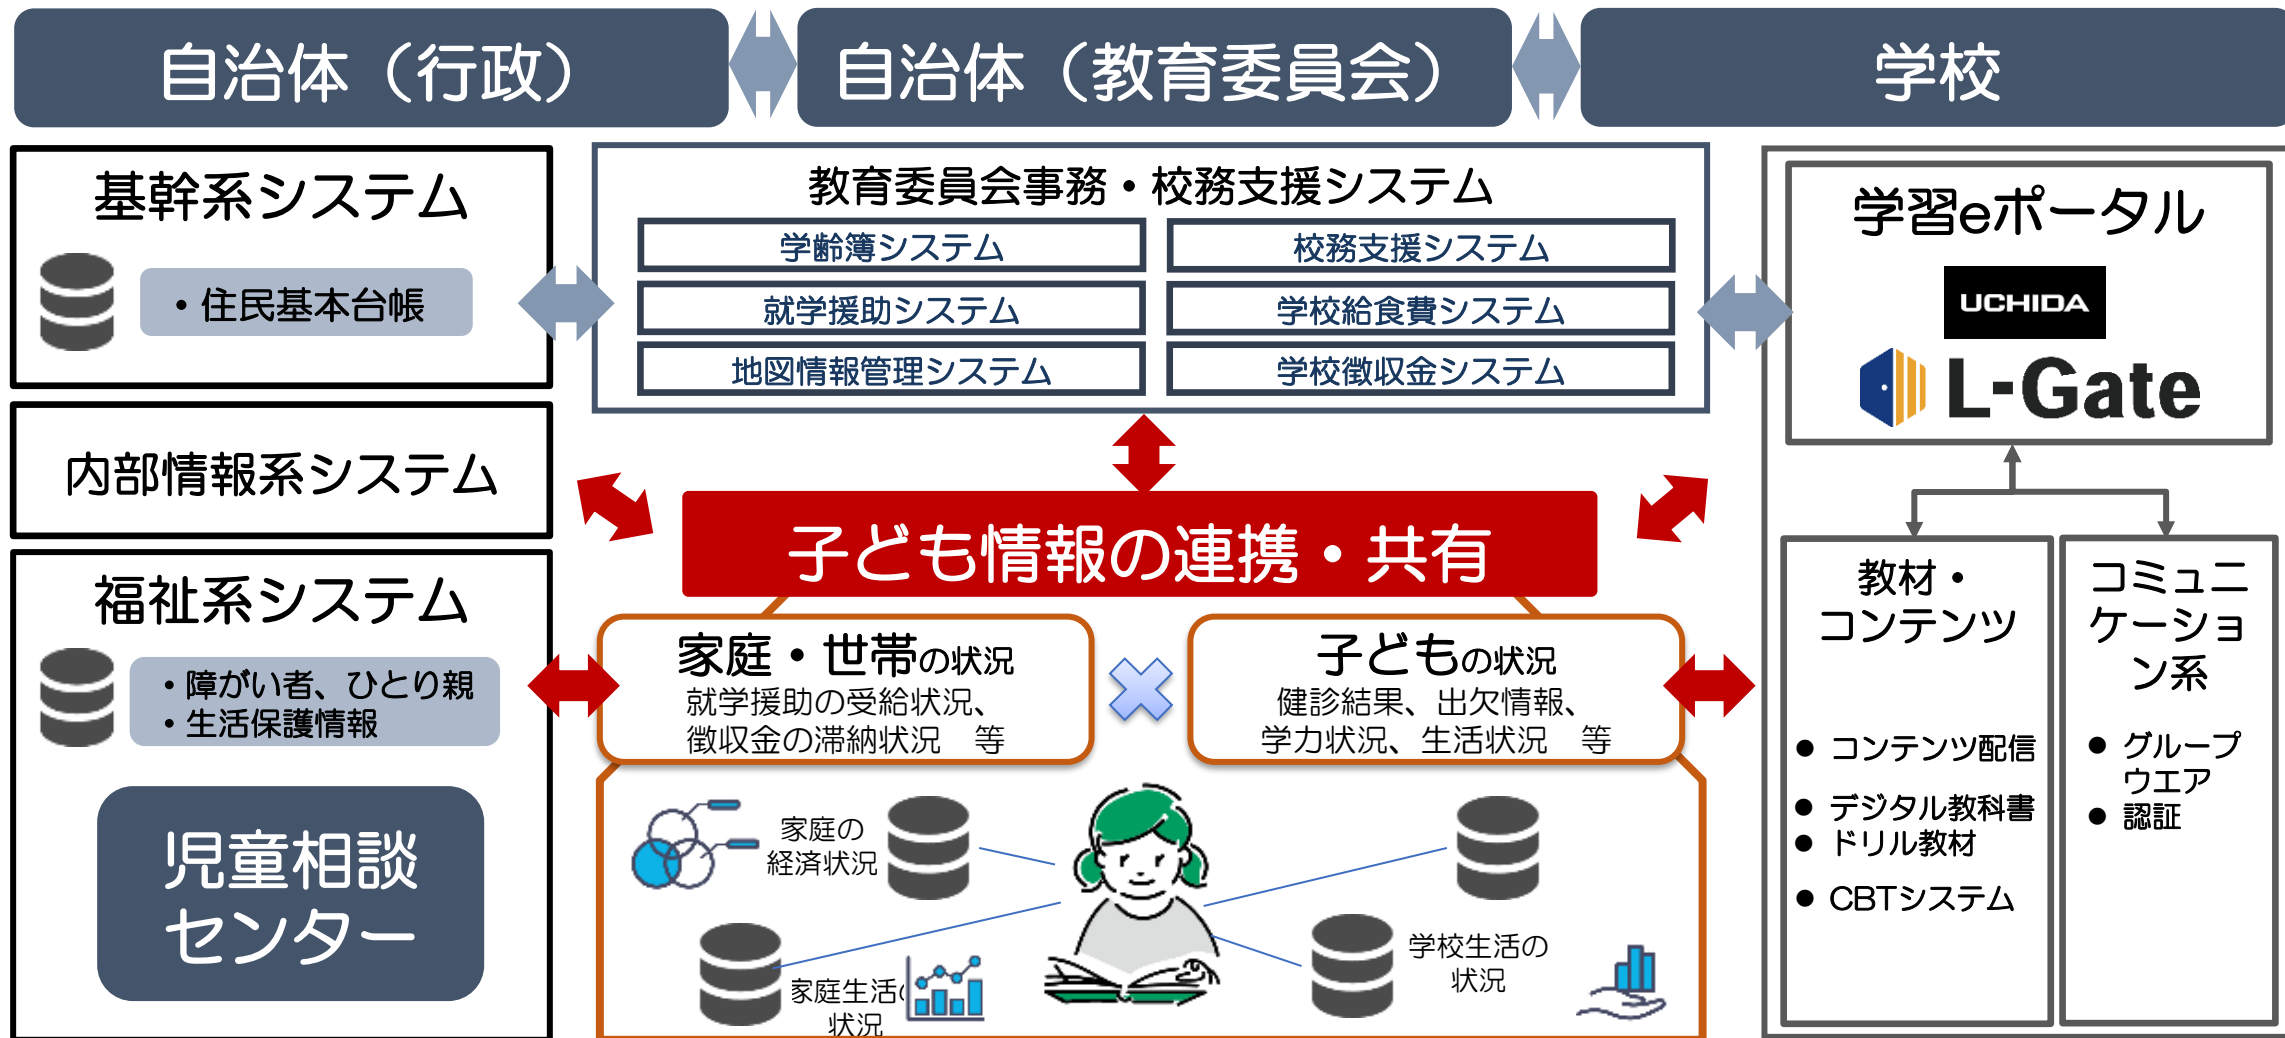 自治体（行政）
自治体（教育委員会）
学校
基幹系システム
・住民基本台帳
内部情報系システム
福祉系システム
・障がい者、ひとり親
・生活保護情報
児童相談
センター
教育委員会事務・校務支援システム
学齢簿システム
校務支援システム
就学援助システム
学校給食費システム
地図情報管理システム
学校徴収金システム
子ども情報の連携・共有
家庭・世帯の状況
就学援助の受給状況、
徴収金の滞納状況　等
子どもの状況
健診結果、出欠情報、
学力状況、生活状況　等
家庭の
経済状況
家庭生活の
状況
学校生活の
状況
学習eポータル
UCHIDA
L-Gate
教材・
コンテンツ
● コンテンツ配信
● デジタル教科書
● ドリル教材
● CBTシステム
コミュニ
ケーショ
ン系
● グループ
ウエア
● 認証